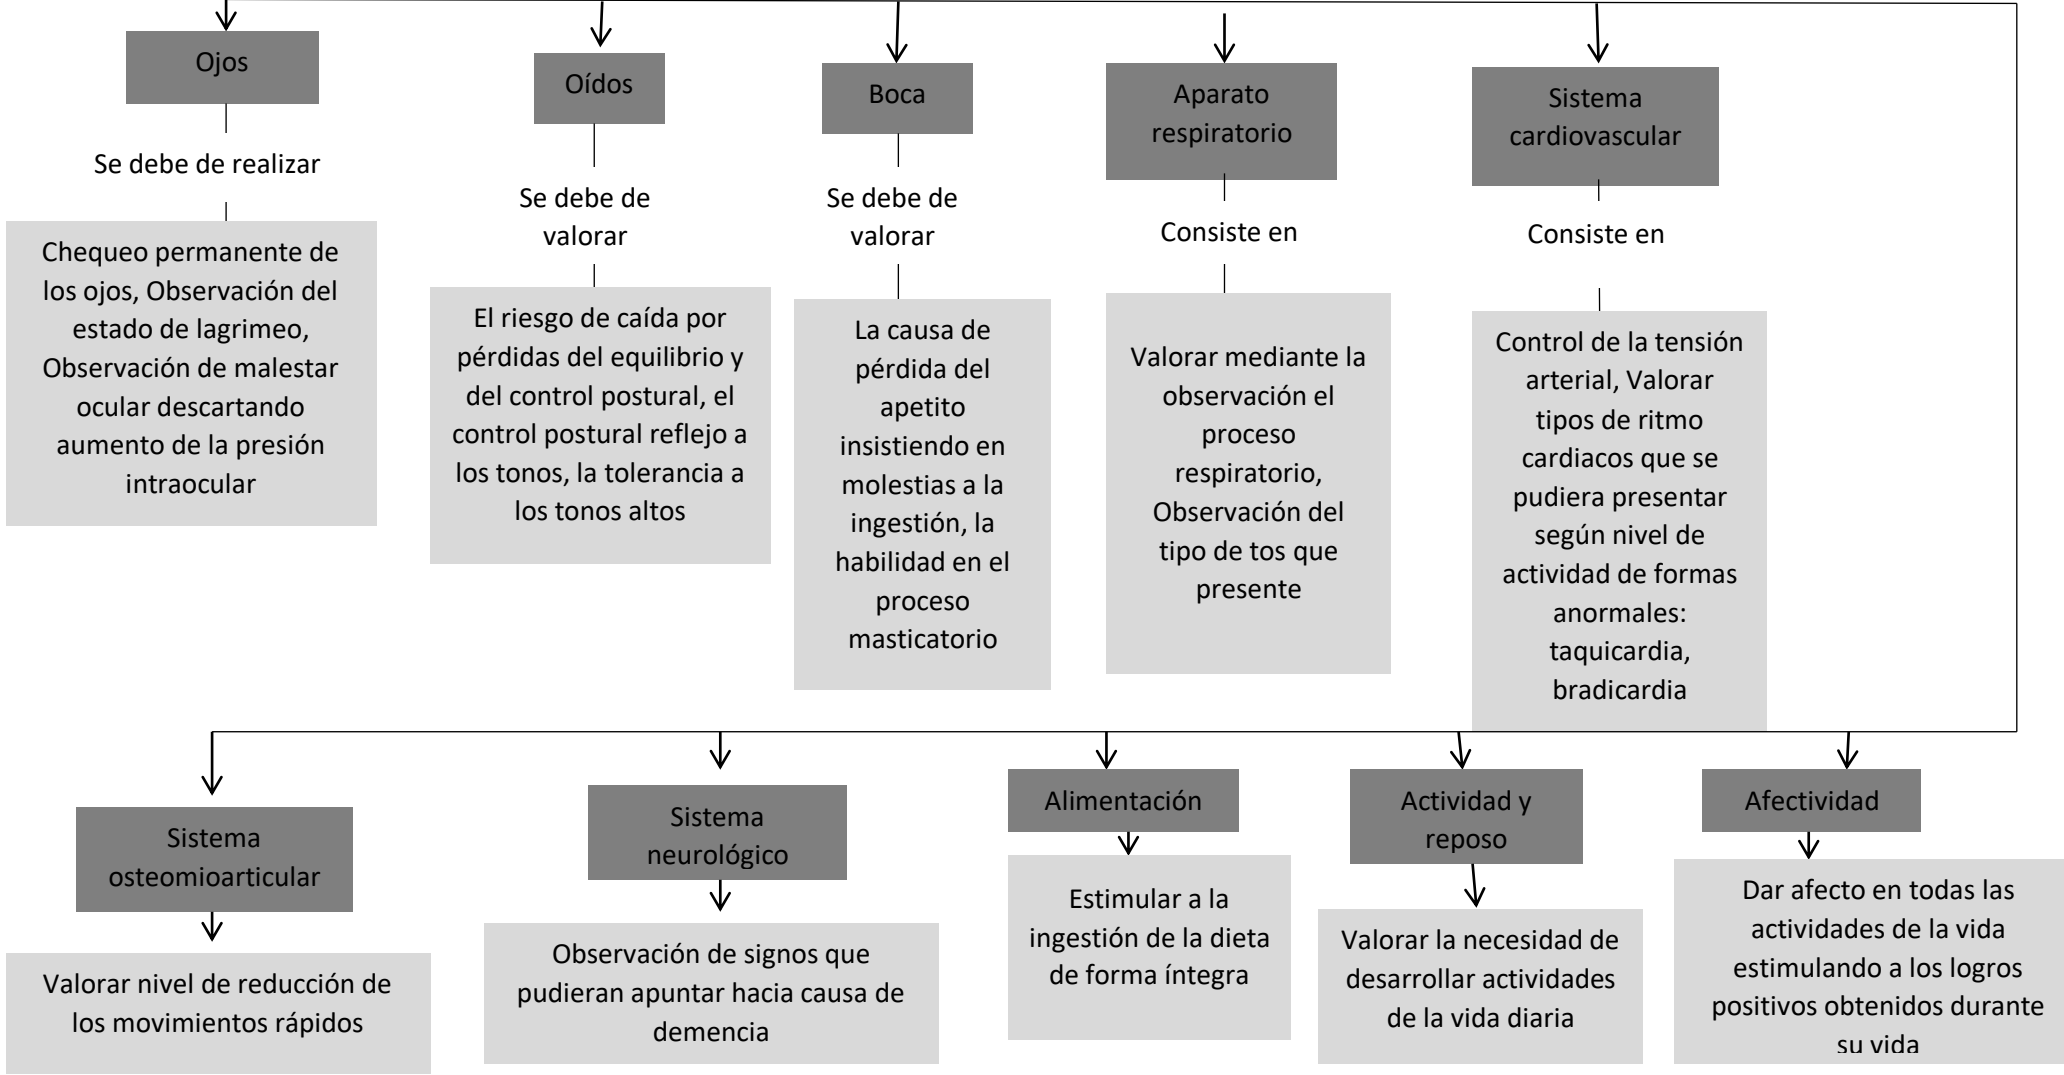 Ojos
Se debe de realizar
Chequeo permanente de
los ojos, Observación del
estado de lagrimeo,
Observación de malestar
ocular descartando
aumento de la presión
intraocular
Oídos
Se debe de
valorar
El riesgo de caída por
pérdidas del equilibrio y
del control postural, el
control postural reflejo a
los tonos, la tolerancia a
los tonos altos
Boca
Se debe de
valorar
La causa de
pérdida del
apetito
insistiendo en
molestias a la
ingestión, la
habilidad en el
proceso
masticatorio
Aparato
respiratorio
Consiste en
Valorar mediante la
observación el
proceso
respiratorio,
Observación del
tipo de tos que
presente
Sistema
cardiovascular
Consiste en
Control de la tensión
arterial, Valorar
tipos de ritmo
cardiacos que se
pudiera presentar
según nivel de
actividad de formas
anormales:
taquicardia,
bradicardia
Sistema
osteomioarticular
Valorar nivel de reducción de
los movimientos rápidos
Sistema
neurológico
Observación de signos que
pudieran apuntar hacia causa de
demencia
Alimentación
Estimular a la
ingestión de la dieta
de forma íntegra
Actividad y
reposo
Valorar la necesidad de
desarrollar actividades
de la vida diaria
Afectividad
Dar afecto en todas las
actividades de la vida
estimulando a los logros
positivos obtenidos durante
su vida